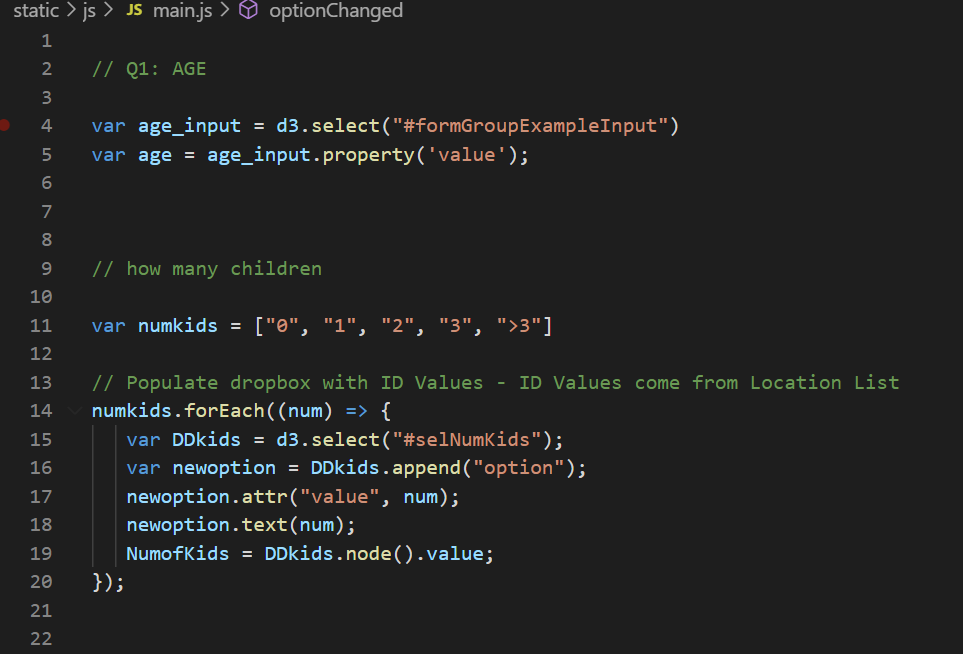 static > js > JS main.js > optionChanged
1
2 // Q1: AGE
3
4 var age_input = d3.select("#formGroupExampleInput")
5 var age = age_input.property('value');
6
7
8
9 // how many children
10
11 var numkids = ["0", "1", "2", "3", ">3"]
12
13 // Populate dropbox with ID Values - ID Values come from Location List
14 numkids.forEach((num) => {
15 var DDkids = d3.select("#selNumKids");
16 var newoption = DDkids.append("option");
17 newoption.attr("value", num);
18 newoption.text(num);
19 NumofKids = DDkids.node().value;
20 });
21
22